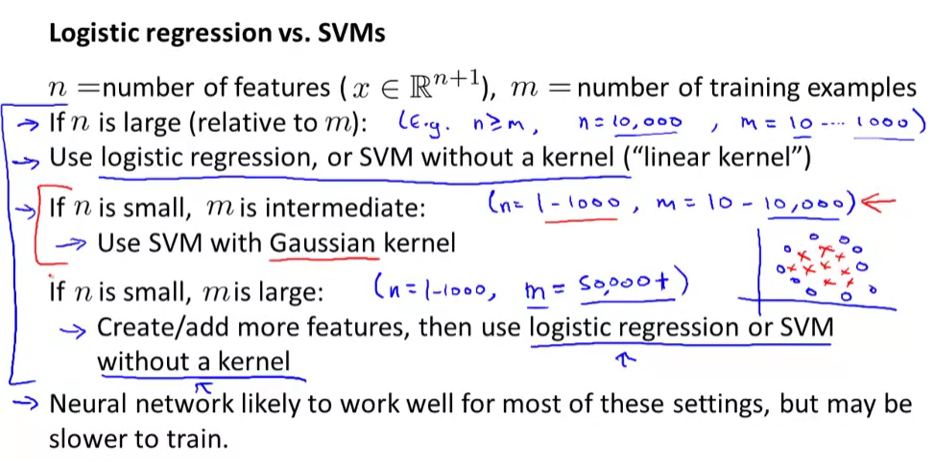 Logistic regression vs. SVMs
n =number of features (x ∈ ℝⁿ⁺¹), m = number of training examples
→ If n is large (relative to m): (E.g. n ≥ m, n = 10,000, m = 10 ---- 1000)
→ Use logistic regression, or SVM without a kernel (“linear kernel”)
→ If n is small, m is intermediate: (n = 1 - 1000, m = 10 - 10,000) ←
→ Use SVM with Gaussian kernel
If n is small, m is large: (n = 1-1000, m = 50,000+)
→ Create/add more features, then use logistic regression or SVM
without a kernel
→ Neural network likely to work well for most of these settings, but may be
slower to train.